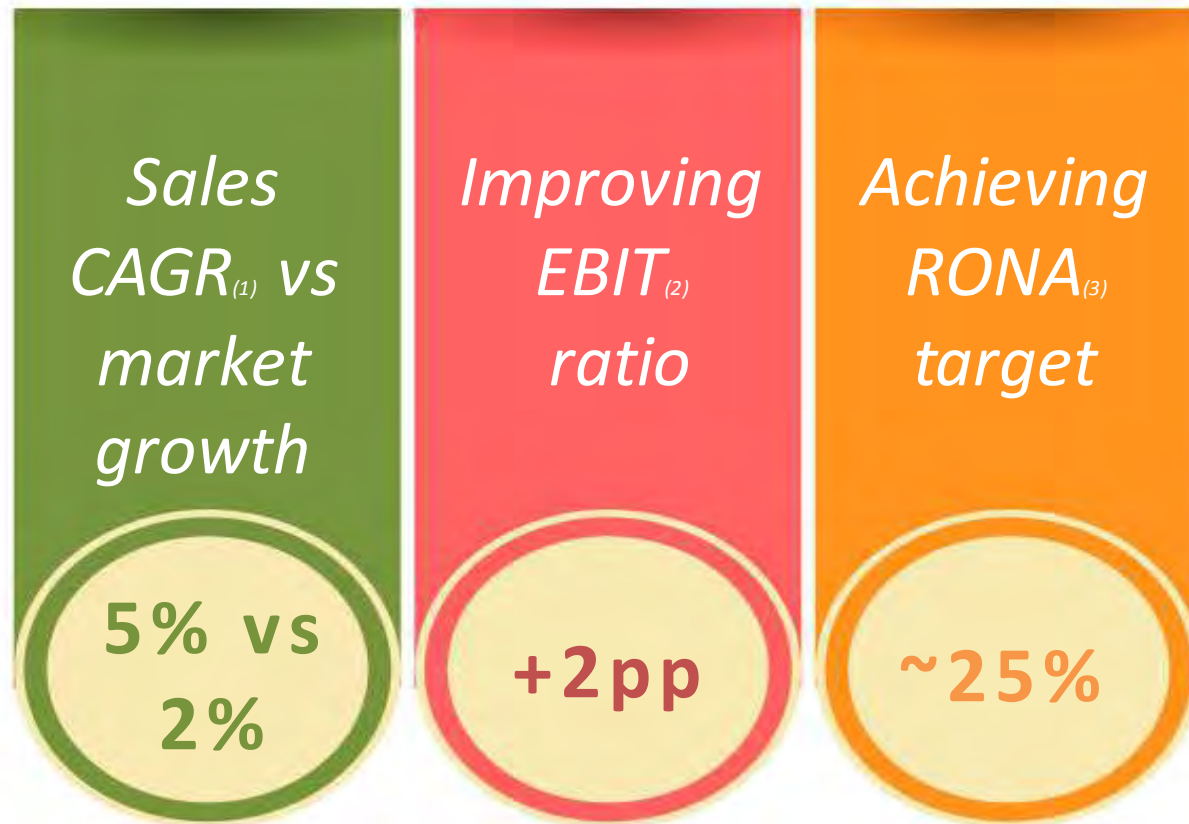 Sales
CAGR(1) vs
market
growth
5% vs
2%
Improving
EBIT(2)
ratio
+2pp
Achieving
RONA(3)
target
~25%